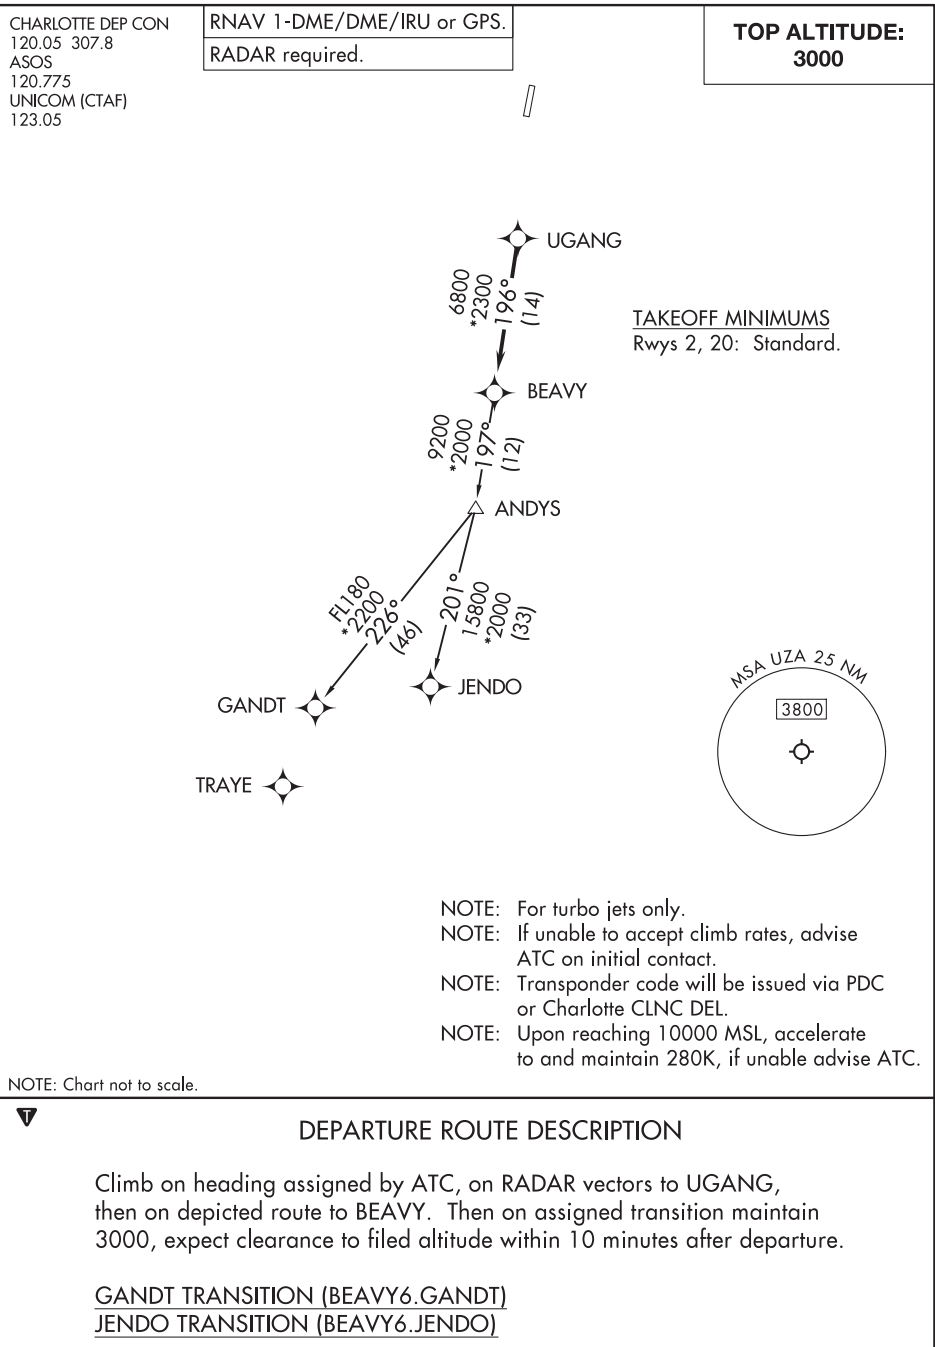 CHARLOTTE DEP CON
120.05 307.8
ASOS
120.775
UNICOM (CTAF)
123.05
RNAV 1-DME/DME/IRU or GPS.
RADAR required.
TOP ALTITUDE:
3000
UGANG
6800
*2300
196°
(14)
TAKEOFF MINIMUMS
Rwys 2, 20: Standard.
BEAVY
9200
*2000
197°
(12)
ANDYS
FL180
*2200
226°
(46)
201°
15800
*2000
(33)
GANDT
JENDO
TRAYE
MSA UZA 25 NM
3800
NOTE: For turbo jets only.
NOTE: If unable to accept climb rates, advise
ATC on initial contact.
NOTE: Transponder code will be issued via PDC
or Charlotte CLNC DEL.
NOTE: Upon reaching 10000 MSL, accelerate
to and maintain 280K, if unable advise ATC.
NOTE: Chart not to scale.
T
DEPARTURE ROUTE DESCRIPTION
Climb on heading assigned by ATC, on RADAR vectors to UGANG,
then on depicted route to BEAVY. Then on assigned transition maintain
3000, expect clearance to filed altitude within 10 minutes after departure.
GANDT TRANSITION (BEAVY6.GANDT)
JENDO TRANSITION (BEAVY6.JENDO)